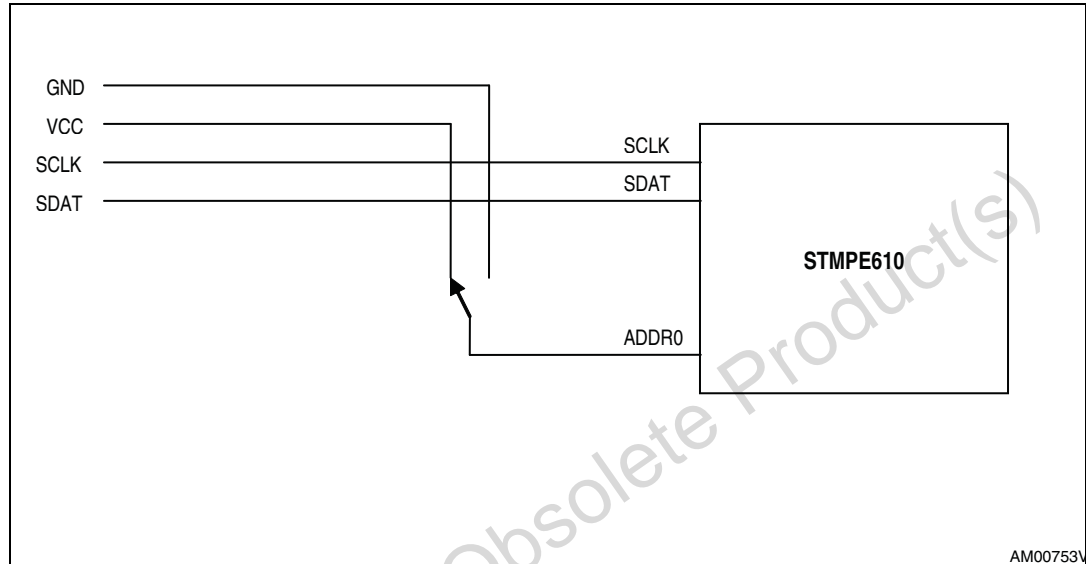 GND
VCC
SCLK
SDAT
SCLK
SDAT
STMPE610
ADDR0
Obsolete Product(s)
AM00753V